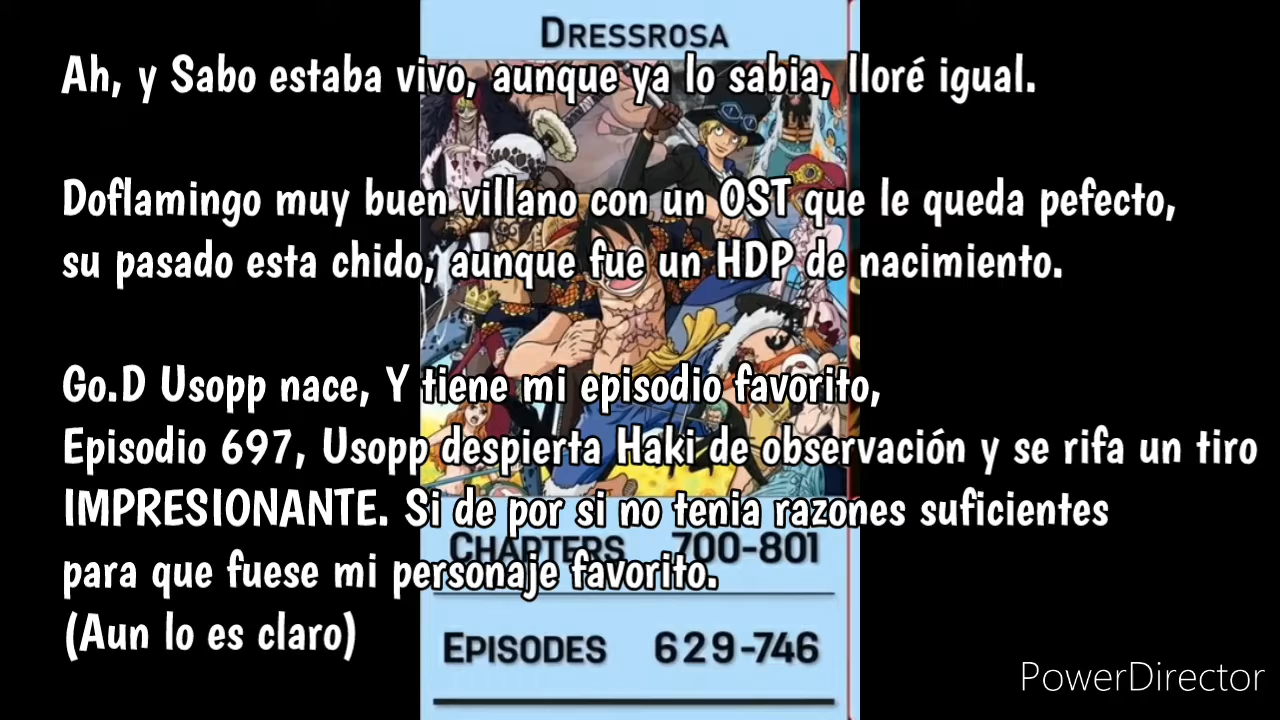 DRESSROSA
Ah, y Sabo estaba vivo, aunque ya lo sabia, lloré igual.
Doflamingo muy buen villano con un OST que le queda pefecto,
su pasado esta chido, aunque fue un HDP de nacimiento.
Go.D Usopp nace, Y tiene mi episodio favorito,
Episodio 697, Usopp despierta Haki de observación y se rifa un tiro
IMPRESIONANTE. Si de por si no tenia razones suficientes
CHAPTERS 700-801
para que fuese mi personaje favorito.
(Aun lo es claro)
EPISODES 629-746
PowerDirector